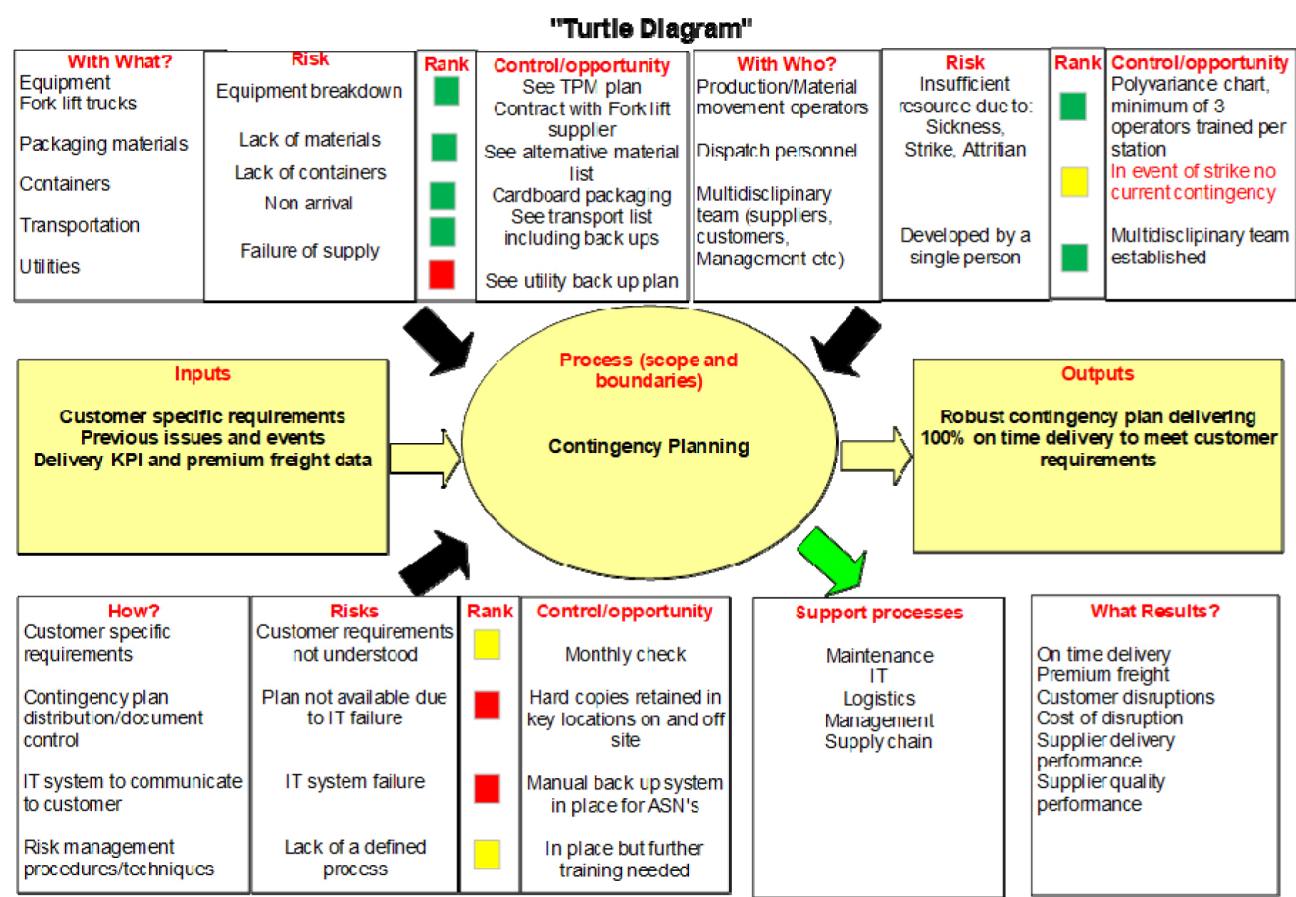 "Turtle Diagram"
With What?
Equipment
Fork lift trucks
Packaging materials
Containers
Transportation
Utilities
Risk
Equipment breakdown
Lack of materials
Lack of containers
Non arrival
Failure of supply
Rank
Control/opportunity
See TPM plan
Contract with Fork lift
supplier
See alternative material
list
Cardboard packaging
See transport list
including back ups
See utility back up plan
With Who?
Production/Material
movement operators
Dispatch personnel
Multidisclipinary
team (suppliers,
customers,
Management etc)
Risk
Insufficient
resource due to:
Sickness,
Strike, Attritian
Developed by a
single person
Rank
Control/opportunity
Polyvariance chart,
minimum of 3
operators trained per
station
In event of strike no
current contingency
Multidisclipinary team
established
Inputs
Customer specific requirements
Previous issues and events
Delivery KPI and premium freight data
Process (scope and
boundaries)
Contingency Planning
Outputs
Robust contingency plan delivering
100% on time delivery to meet customer
requirements
How?
Customer specific
requirements
Contingency plan
distribution/document
control
IT system to communicate
to customer
Risk management
procedures/techniques
Risks
Customer requirements
not understood
Plan not available due
to IT failure
IT system failure
Lack of a defined
process
Rank
Control/opportunity
Monthly check
Hard copies retained in
key locations on and off
site
Manual back up system
in place for ASN's
In place but further
training needed
Support processes
Maintenance
IT
Logistics
Management
Supply chain
What Results?
On time delivery
Premium freight
Customer disruptions
Cost of disruption
Supplier delivery
performance
Supplier quality
performance